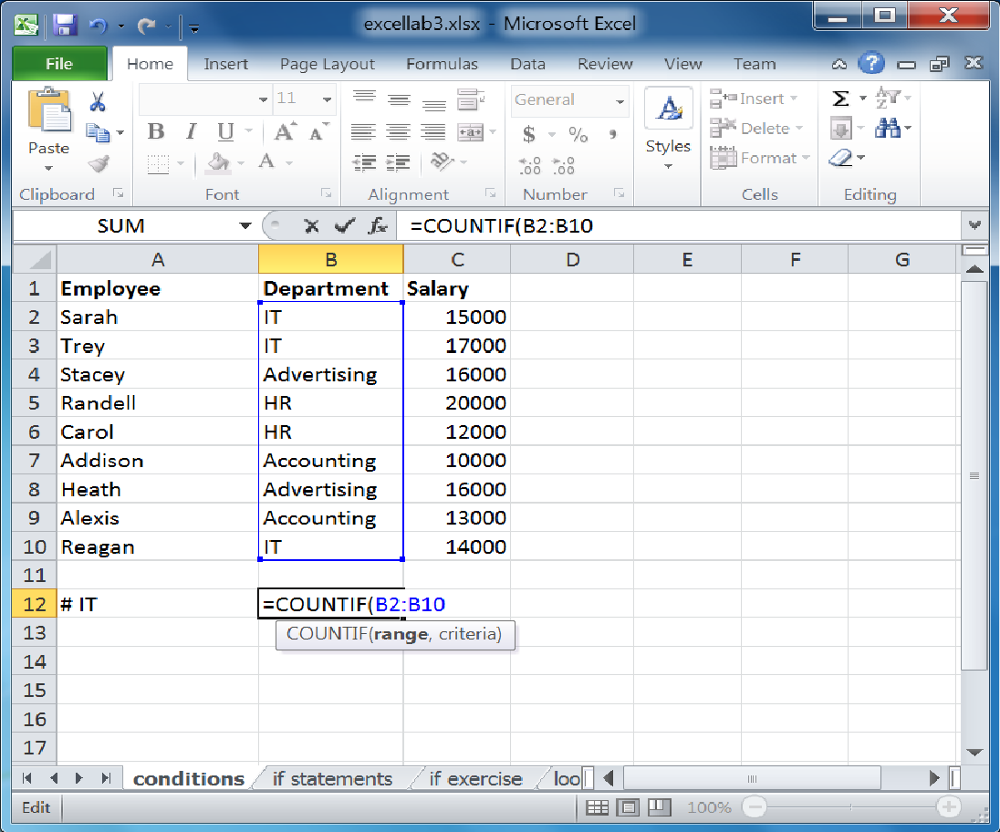 excellab3.xlsx - Microsoft Excel
File Home Insert Page Layout Formulas Data Review View Team
11 General Insert
B I U A A $ % Delete
Paste Styles Format
Clipboard Font Alignment Number Cells Editing
SUM fx =COUNTIF(B2:B10
A B C D E F G
1 Employee Department Salary
2 Sarah IT 15000
3 Trey IT 17000
4 Stacey Advertising 16000
5 Randell HR 20000
6 Carol HR 12000
7 Addison Accounting 10000
8 Heath Advertising 16000
9 Alexis Accounting 13000
10 Reagan IT 14000
11
12 # IT =COUNTIF(B2:B10
13 COUNTIF(range, criteria)
14
15
16
17
conditions if statements if exercise loo
Edit 100%